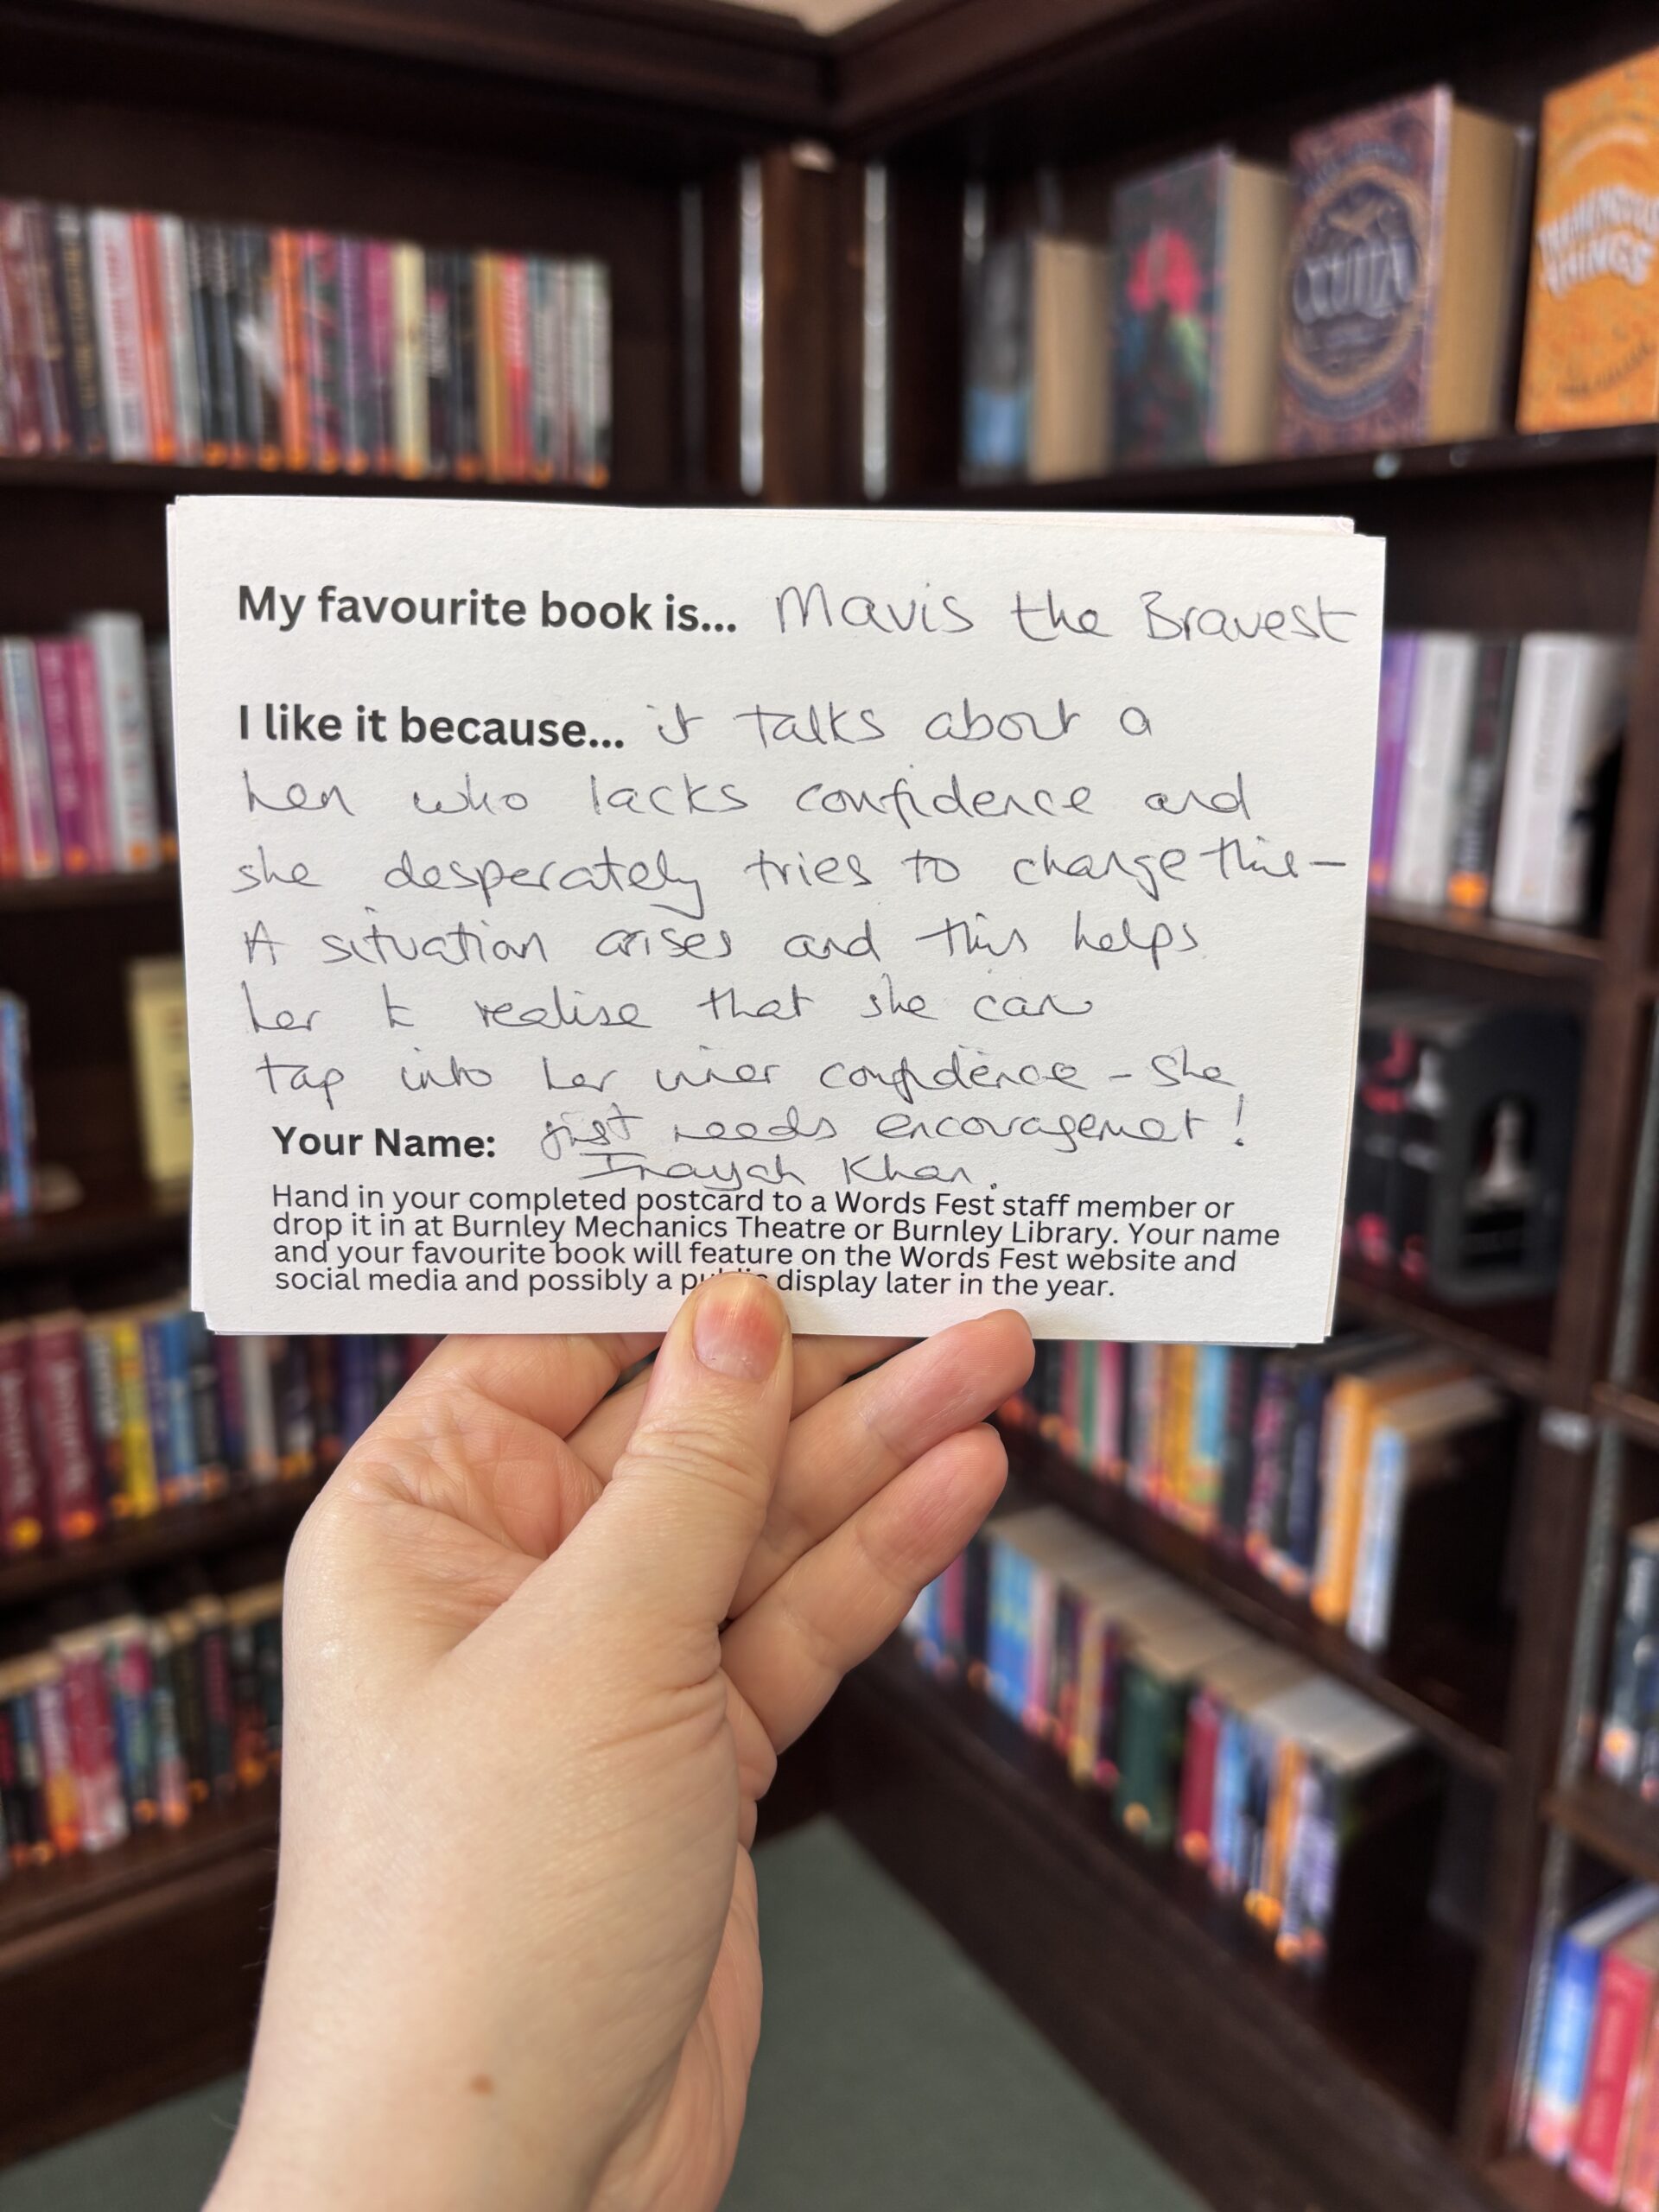 My favourite book is... Mavis the Bravest
I like it because... it talks about a
hen who lacks confidence and
she desperately tries to change this –
A situation arises and this helps
her to realise that she can
tap into her inner confidence – she
just needs encouragement!
Your Name:
Inayah Khan.
Hand in your completed postcard to a Words Fest staff member or
drop it in at Burnley Mechanics Theatre or Burnley Library. Your name
and your favourite book will feature on the Words Fest website and
social media and possibly a public display later in the year.
THINGS